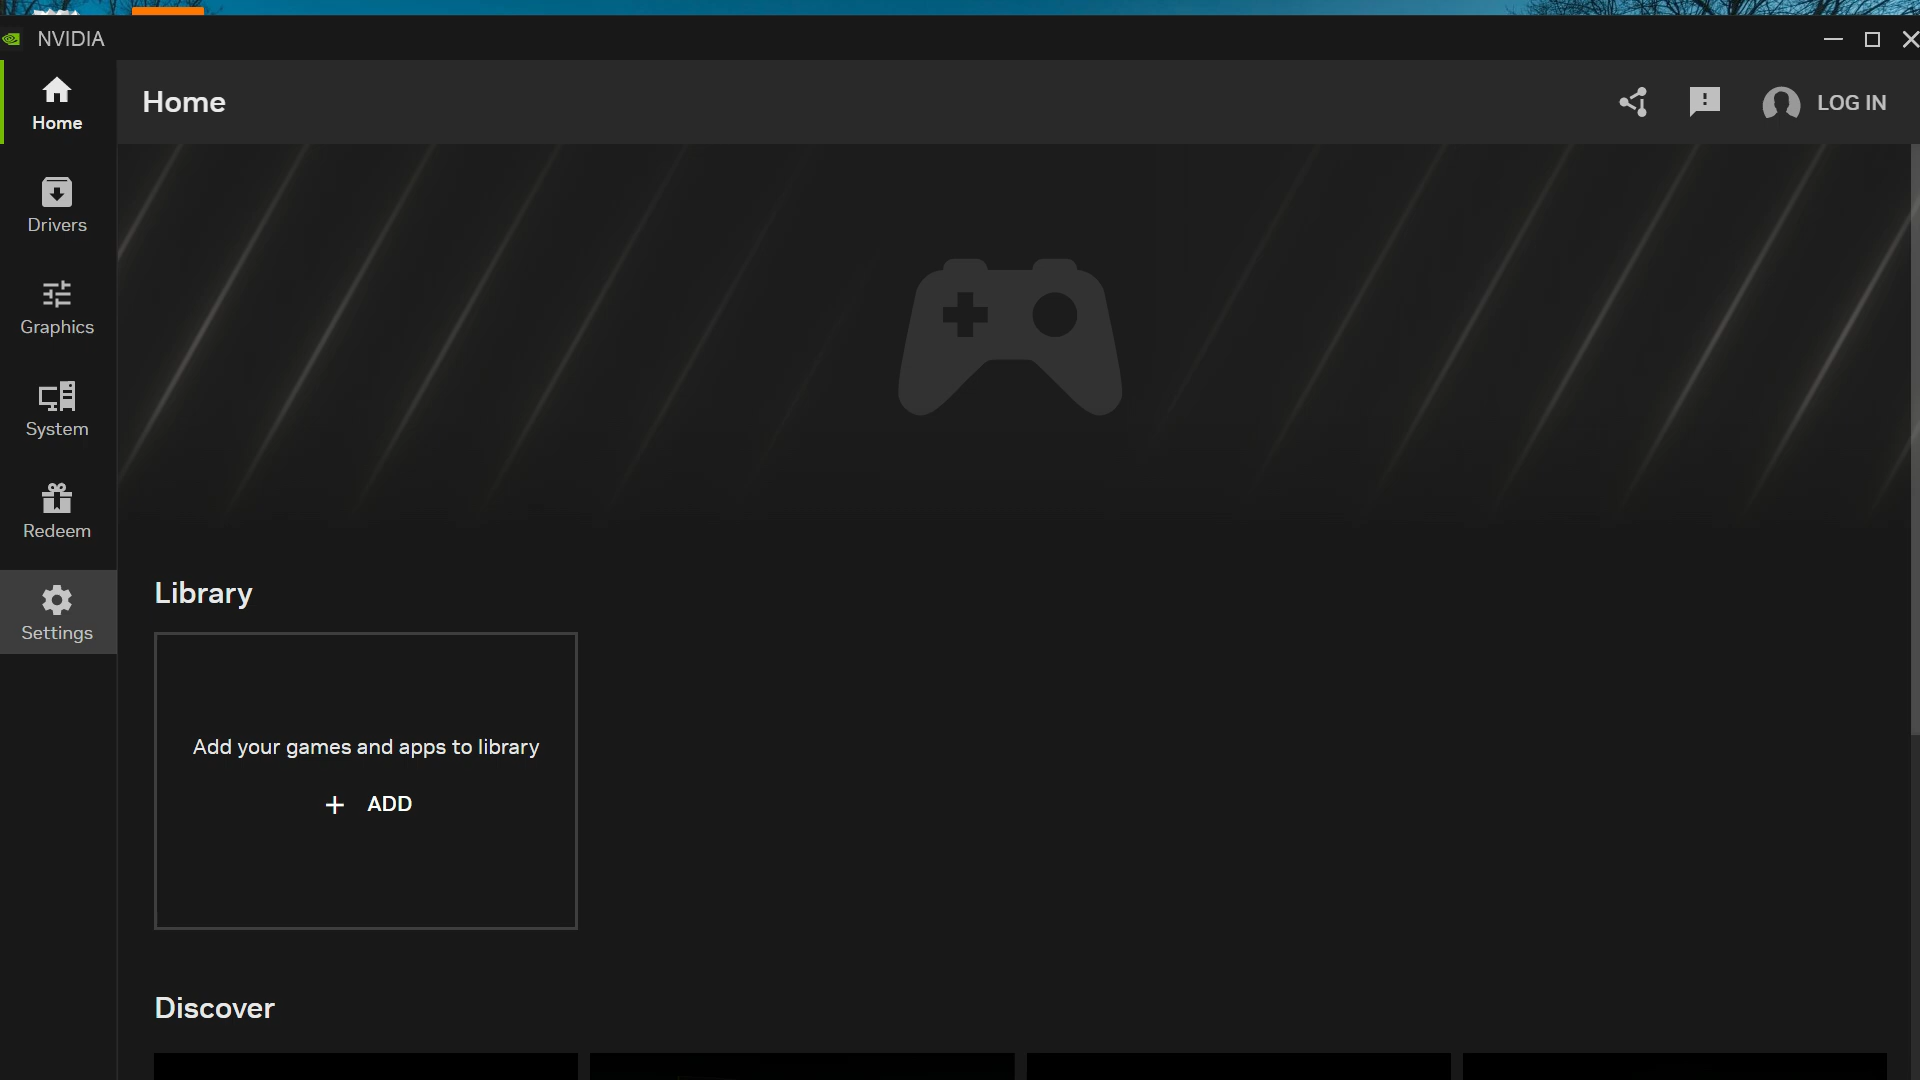 NVIDIA
Home
Home
LOG IN
Drivers
Graphics
System
Redeem
Settings
Library
Add your games and apps to library
+ ADD
Discover